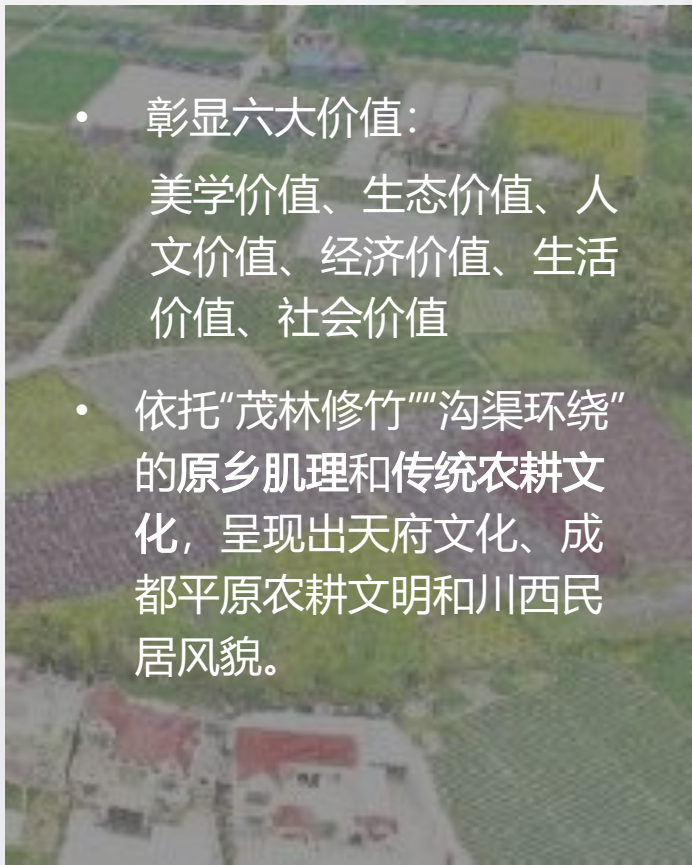 • 彰显六大价值：
美学价值、生态价值、人
文价值、经济价值、生活
价值、社会价值
• 依托“茂林修竹”“沟渠环绕”
的原乡肌理和传统农耕文
化，呈现出天府文化、成
都平原农耕文明和川西民
居风貌。